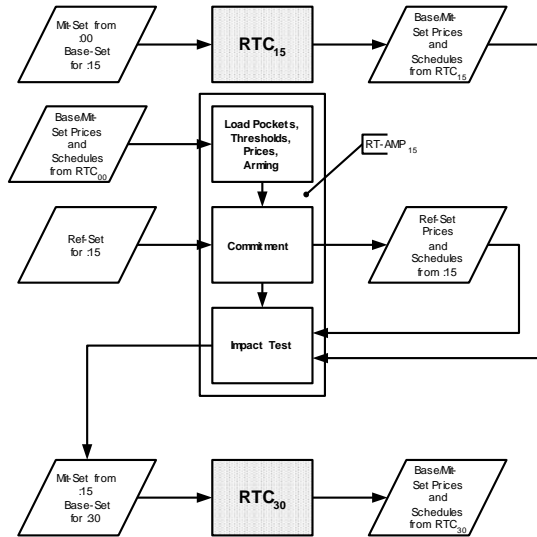 Mit-Set from
:00
Base-Set
for :15
RTC15
Base/Mit-
Set Prices
and
Schedules
from RTC15
Base/Mit-
Set Prices
and
Schedules
from RTC00
Load Pockets,
Thresholds,
Prices,
Arming
RT-AMP15
Ref-Set
for :15
Commitment
Ref-Set
Prices
and
Schedules
from :15
Impact Test
Mit-Set from
:15
Base-Set
for :30
RTC30
Base/Mit-
Set Prices
and
Schedules
from RTC30